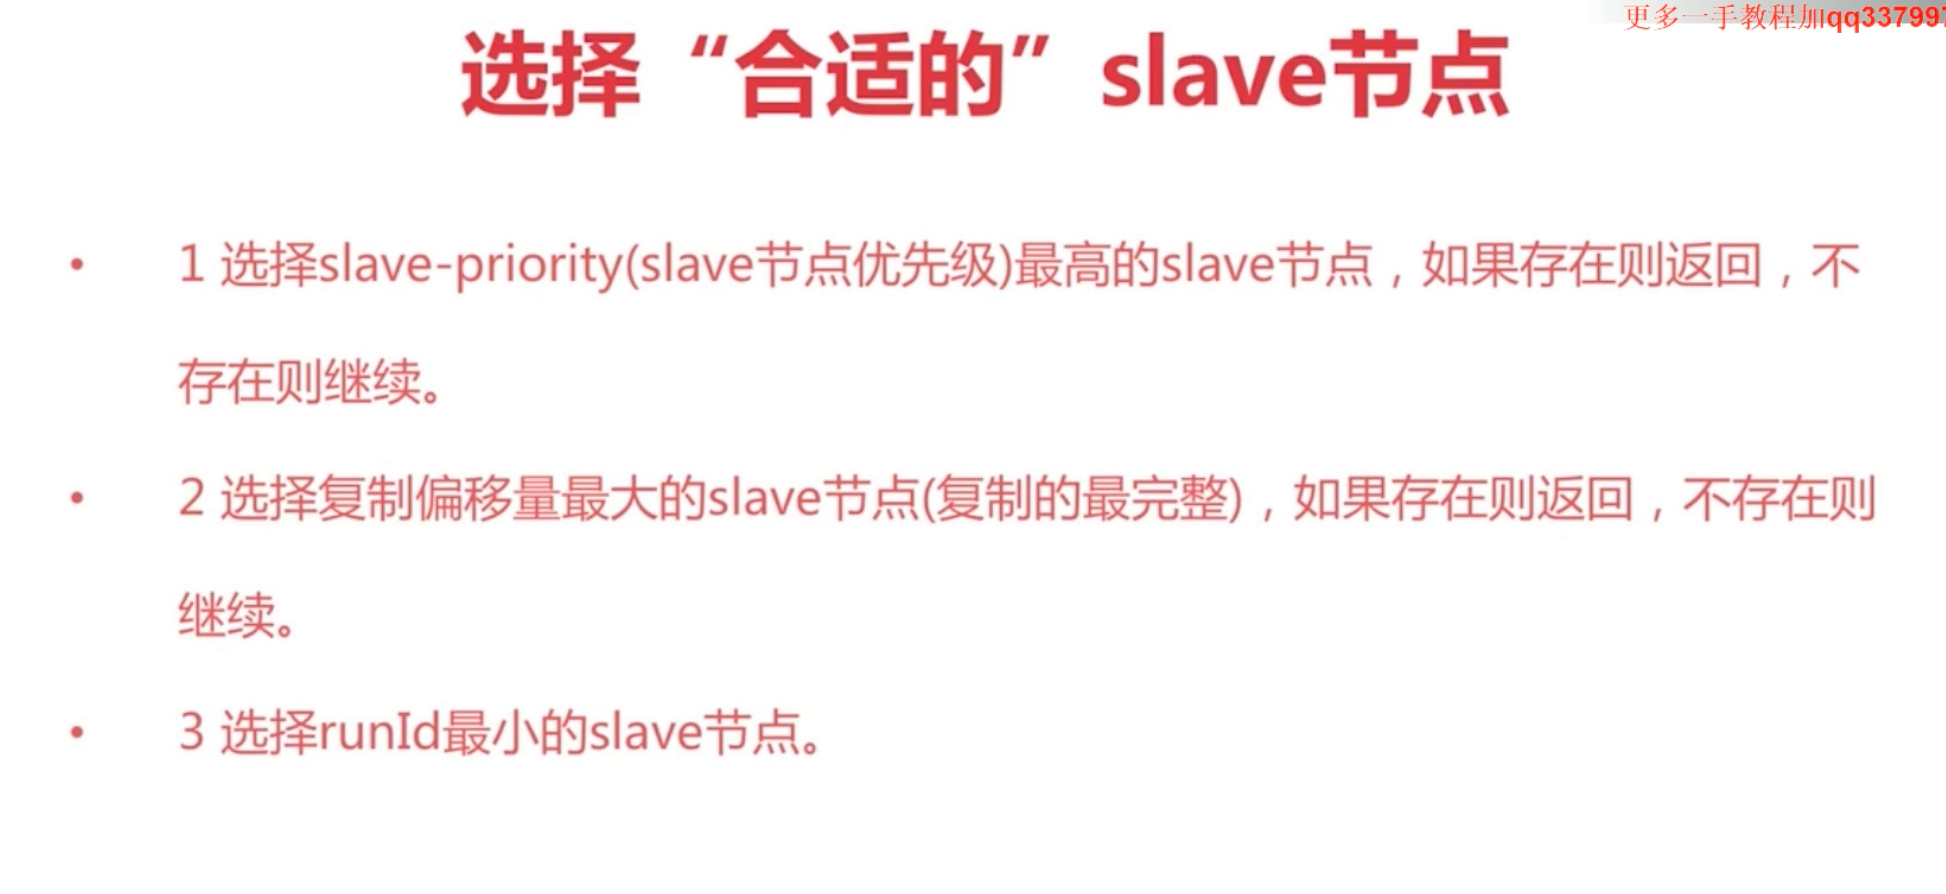 更多一手教程加qq337997
选择“合适的”slave节点
• 1 选择slave-priority(slave节点优先级)最高的slave节点，如果存在则返回，不
存在则继续。
• 2 选择复制偏移量最大的slave节点(复制的最完整)，如果存在则返回，不存在则
继续。
• 3 选择runId最小的slave节点。